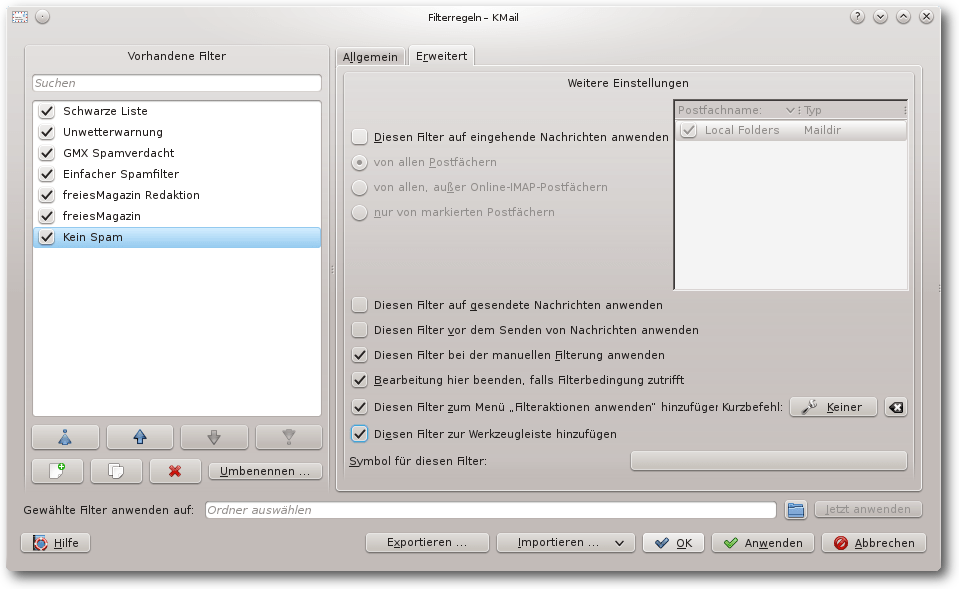 Filterregeln – KMail
Vorhandene Filter
Suchen
Schwarze Liste
Unwetterwarnung
GMX Spamverdacht
Einfacher Spamfilter
freiesMagazin Redaktion
freiesMagazin
Kein Spam
Umbenennen ...
Allgemein
Erweitert
Weitere Einstellungen
Diesen Filter auf eingehende Nachrichten anwenden
von allen Postfächern
von allen, außer Online-IMAP-Postfächern
nur von markierten Postfächern
Postfachname: Typ
Local Folders Maildir
Diesen Filter auf gesendete Nachrichten anwenden
Diesen Filter vor dem Senden von Nachrichten anwenden
Diesen Filter bei der manuellen Filterung anwenden
Bearbeitung hier beenden, falls Filterbedingung zutrifft
Diesen Filter zum Menü „Filteraktionen anwenden“ hinzufügen Kurzbefehl: Keiner
Diesen Filter zur Werkzeugleiste hinzufügen
Symbol für diesen Filter:
Gewählte Filter anwenden auf: Ordner auswählen Jetzt anwenden
Hilfe Exportieren ... Importieren ... OK Anwenden Abbrechen